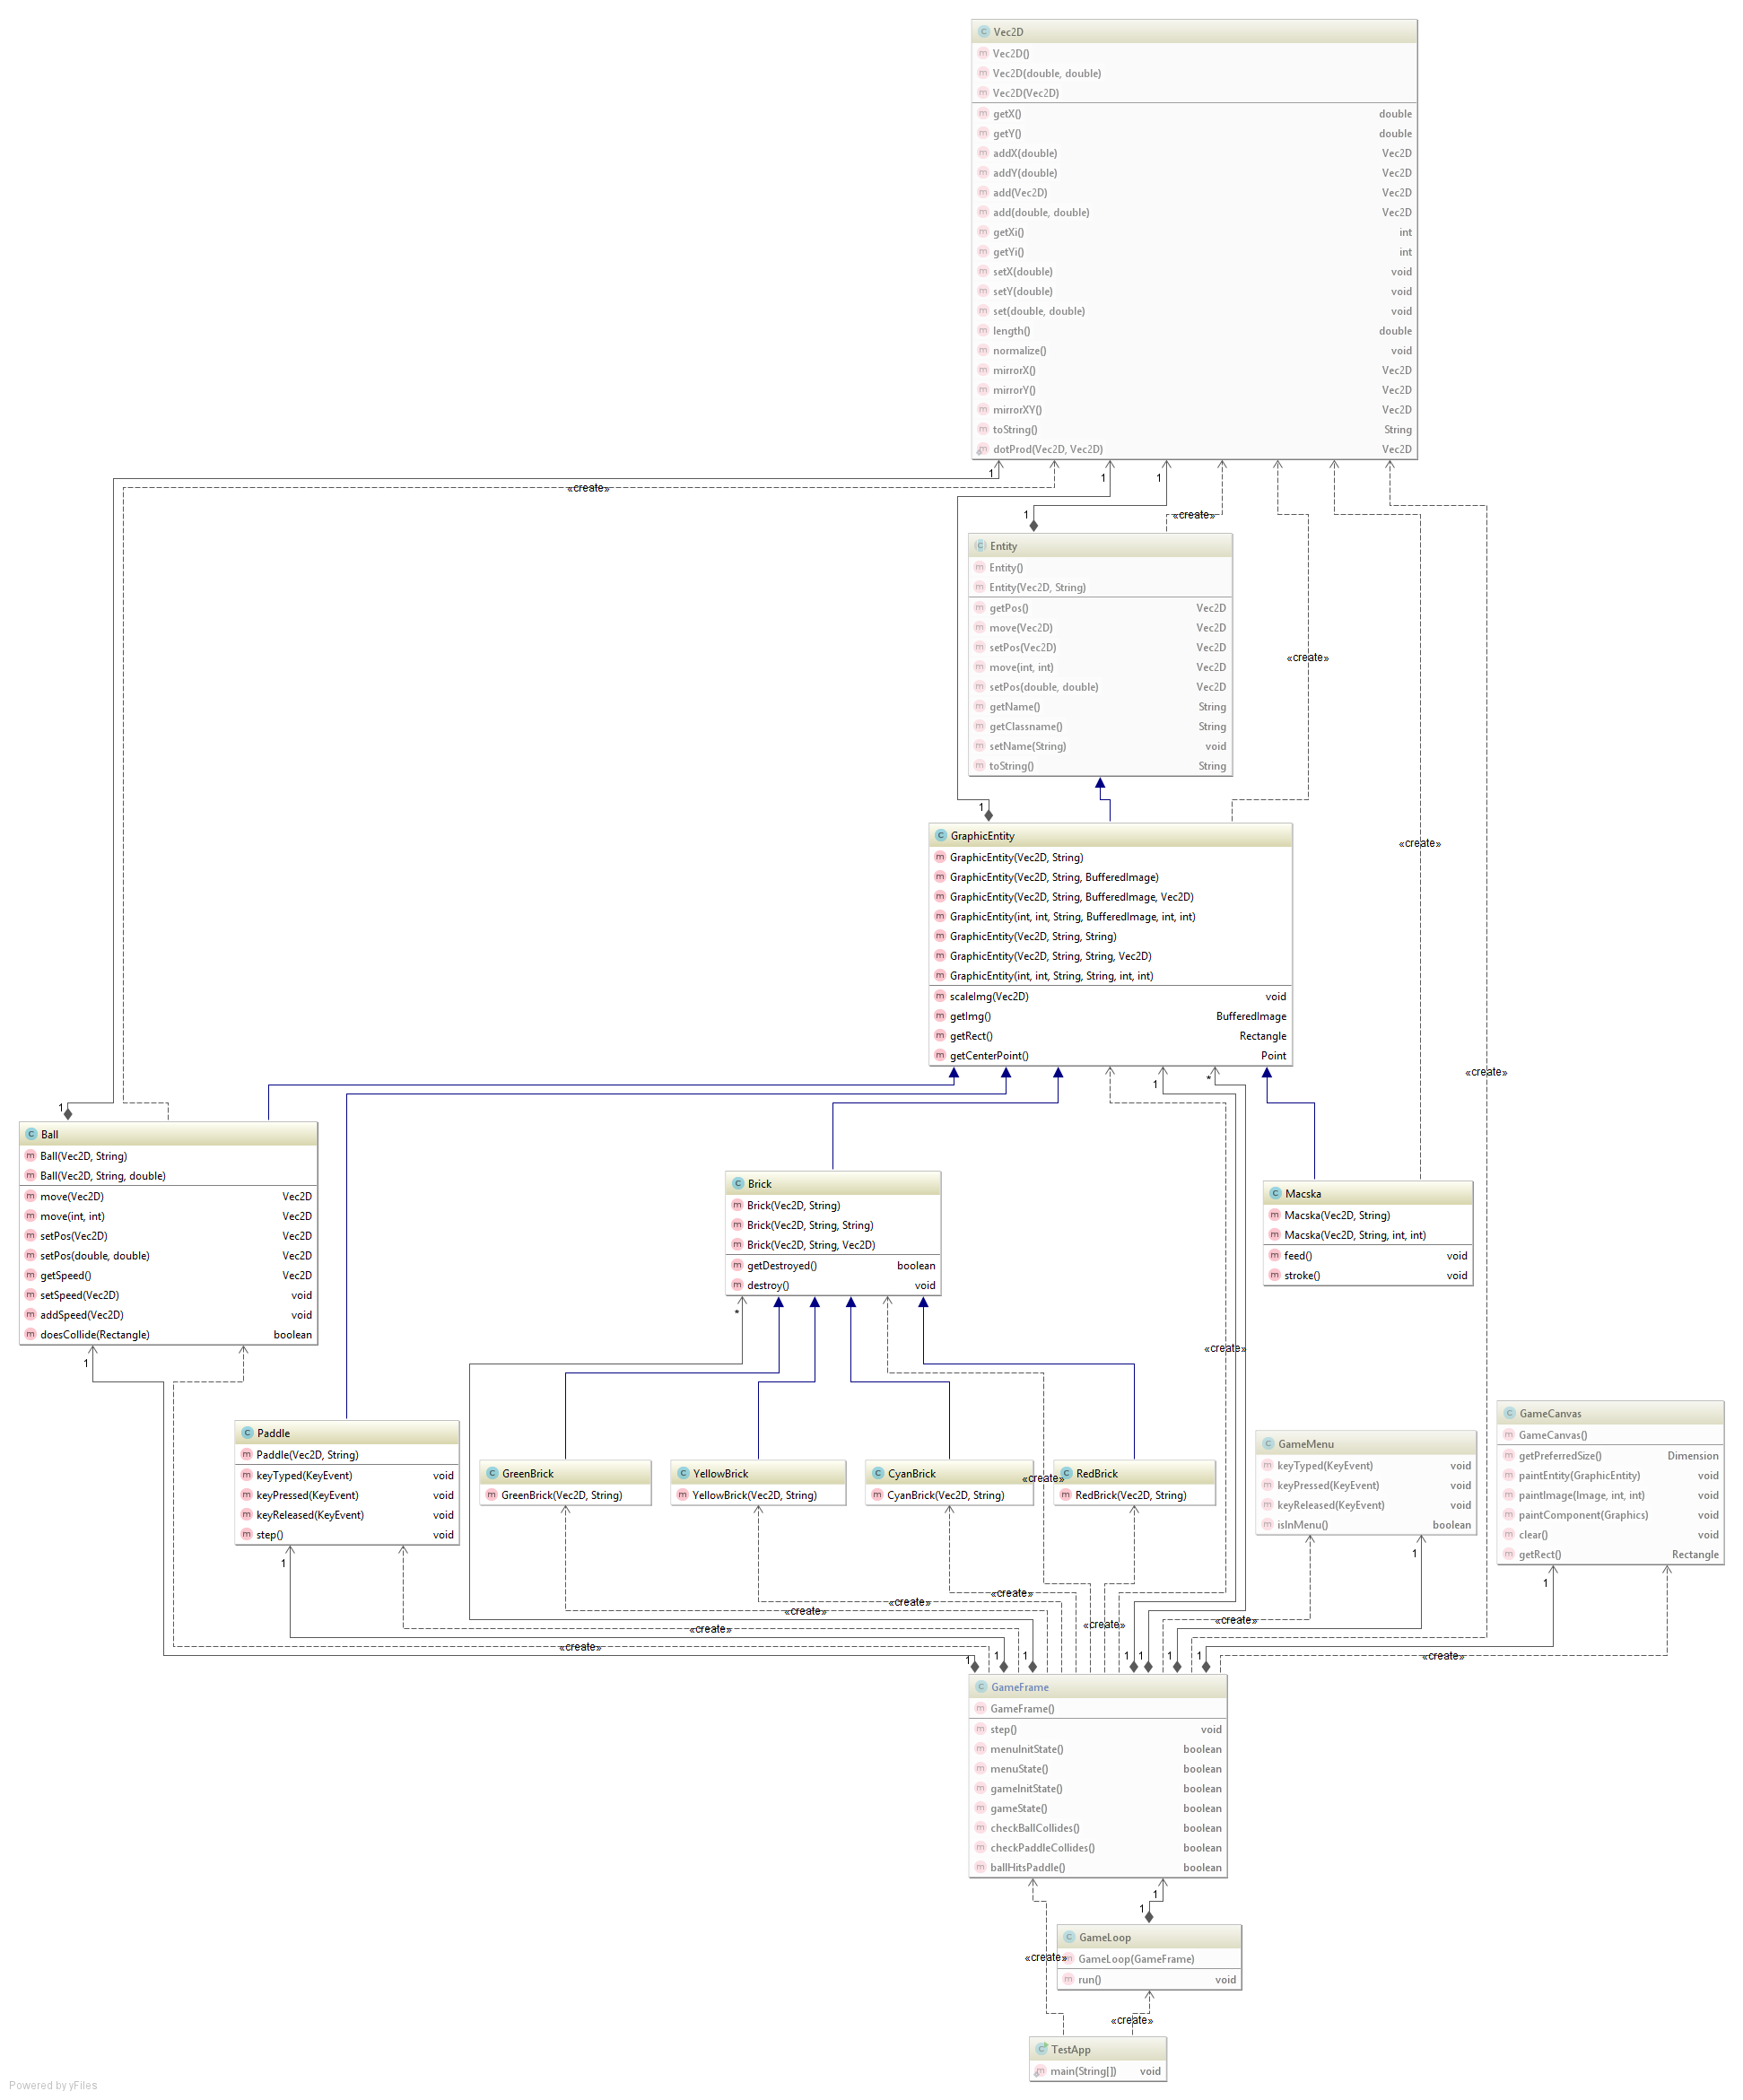 Vec2D
Vec2D()
Vec2D(double, double)
Vec2D(Vec2D)
getX() double
getY() double
addX(double) Vec2D
addY(double) Vec2D
add(Vec2D) Vec2D
add(double, double) Vec2D
getXi() int
getYi() int
setX(double) void
setY(double) void
set(double, double) void
length() double
normalize() void
mirrorX() Vec2D
mirrorY() Vec2D
mirrorXY() Vec2D
toString() String
dotProd(Vec2D, Vec2D) Vec2D
1 1 1
«create»
1 «create»
Entity
Entity()
Entity(Vec2D, String)
getPos() Vec2D
move(Vec2D) Vec2D
setPos(Vec2D) Vec2D
move(int, int) Vec2D
setPos(double, double) Vec2D
getName() String
getClassname() String
setName(String) void
toString() String
«create»
1
GraphicEntity
GraphicEntity(Vec2D, String)
GraphicEntity(Vec2D, String, BufferedImage)
GraphicEntity(Vec2D, String, BufferedImage, Vec2D)
GraphicEntity(int, int, String, BufferedImage, int, int)
GraphicEntity(Vec2D, String, String)
GraphicEntity(Vec2D, String, String, Vec2D)
GraphicEntity(int, int, String, String, int, int)
scaleImg(Vec2D) void
getImg() BufferedImage
getRect() Rectangle
getCenterPoint() Point
«create»
«create»
1 *
1
Ball
Ball(Vec2D, String)
Ball(Vec2D, String, double)
move(Vec2D) Vec2D
move(int, int) Vec2D
setPos(Vec2D) Vec2D
setPos(double, double) Vec2D
getSpeed() Vec2D
setSpeed(Vec2D) void
addSpeed(Vec2D) void
doesCollide(Rectangle) boolean
1
Brick
Brick(Vec2D, String)
Brick(Vec2D, String, String)
Brick(Vec2D, String, Vec2D)
getDestroyed() boolean
destroy() void
*
Macska
Macska(Vec2D, String)
Macska(Vec2D, String, int, int)
feed() void
stroke() void
«create»
Paddle
Paddle(Vec2D, String)
keyTyped(KeyEvent) void
keyPressed(KeyEvent) void
keyReleased(KeyEvent) void
step() void
1
GreenBrick
GreenBrick(Vec2D, String)
YellowBrick
YellowBrick(Vec2D, String)
CyanBrick
CyanBrick(Vec2D, String)
«create»
RedBrick
RedBrick(Vec2D, String)
GameMenu
keyTyped(KeyEvent) void
keyPressed(KeyEvent) void
keyReleased(KeyEvent) void
isInMenu() boolean
1
GameCanvas
GameCanvas()
getPreferredSize() Dimension
paintEntity(GraphicEntity) void
paintImage(Image, int, int) void
paintComponent(Graphics) void
clear() void
getRect() Rectangle
1
«create»
«create»
«create»
«create»
«create»
«create»
«create»
«create»
1 1 1 1 1 1 1
GameFrame
GameFrame()
step() void
menuInitState() boolean
menuState() boolean
gameInitState() boolean
gameState() boolean
checkBallCollides() boolean
checkPaddleCollides() boolean
ballHitsPaddle() boolean
1
1
GameLoop
«create»
GameLoop(GameFrame)
run() void
«create»
TestApp
main(String[]) void
Powered by yFiles